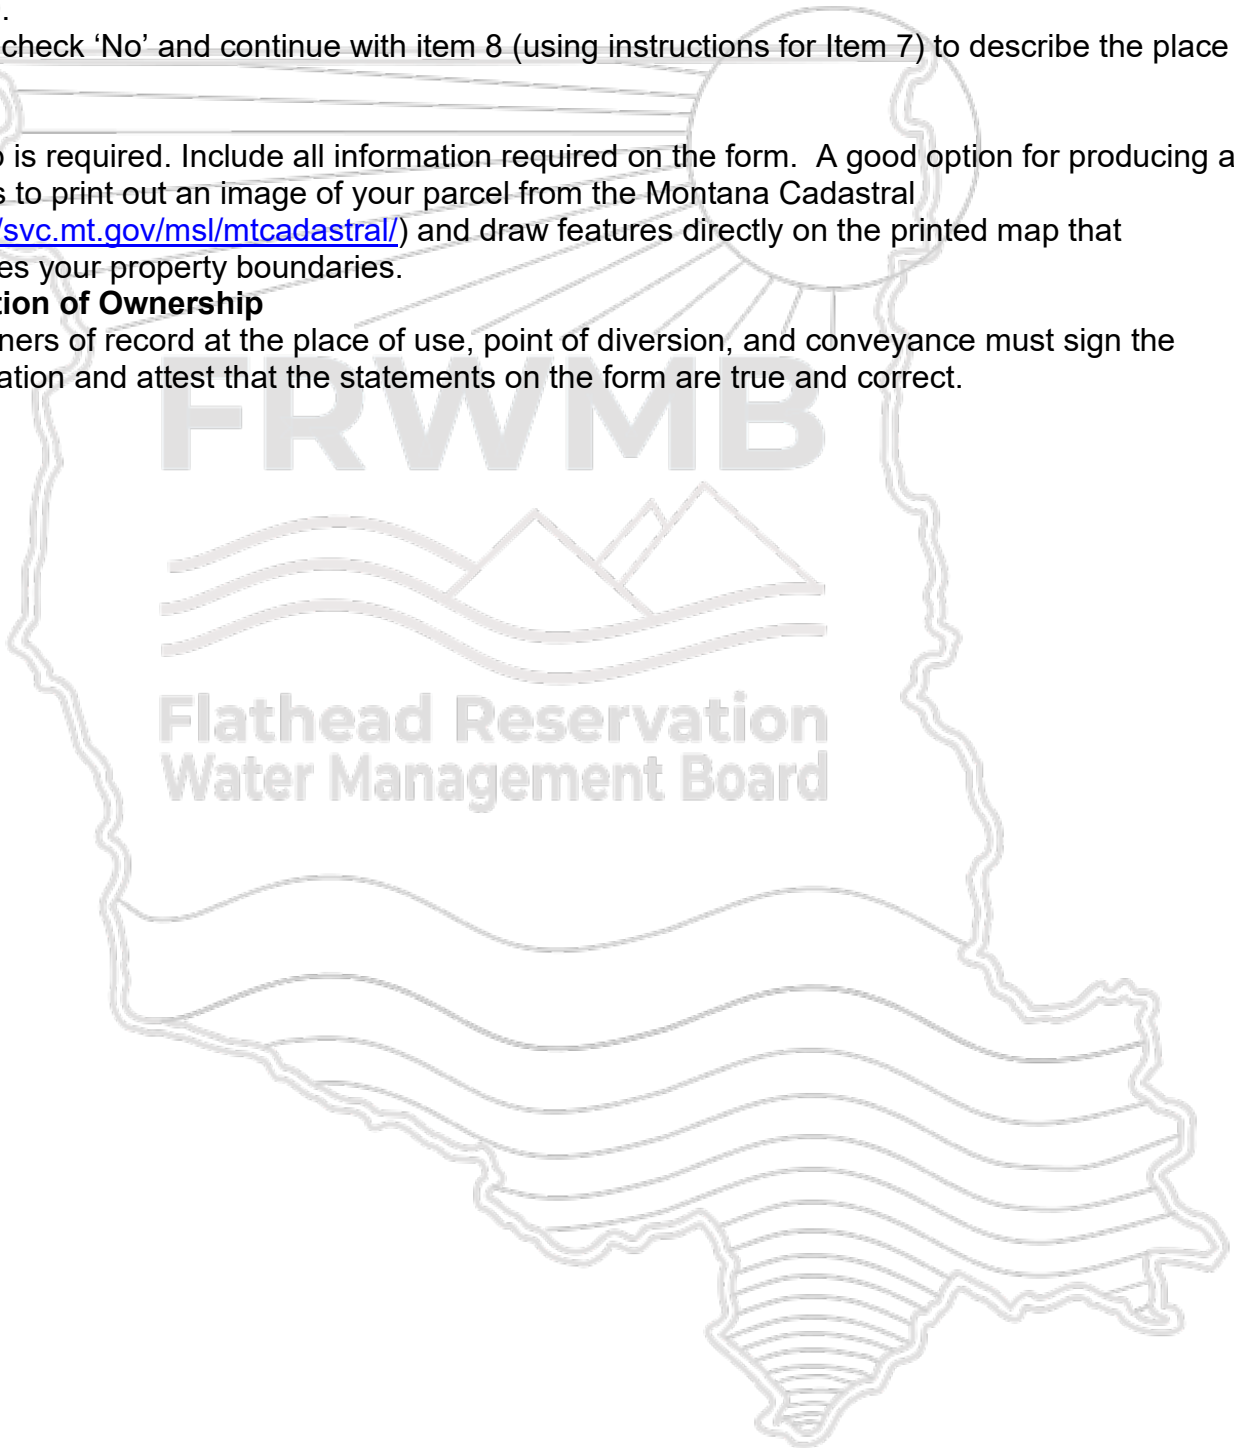 .
check ‘No’ and continue with item 8 (using instructions for Item 7) to describe the place
is required. Include all information required on the form.  A good option for producing a
s to print out an image of your parcel from the Montana Cadastral
/svc.mt.gov/msl/mtcadastral/) and draw features directly on the printed map that
es your property boundaries.
tion of Ownership
ners of record at the place of use, point of diversion, and conveyance must sign the
ation and attest that the statements on the form are true and correct.
FRWMB
Flathead Reservation
Water Management Board